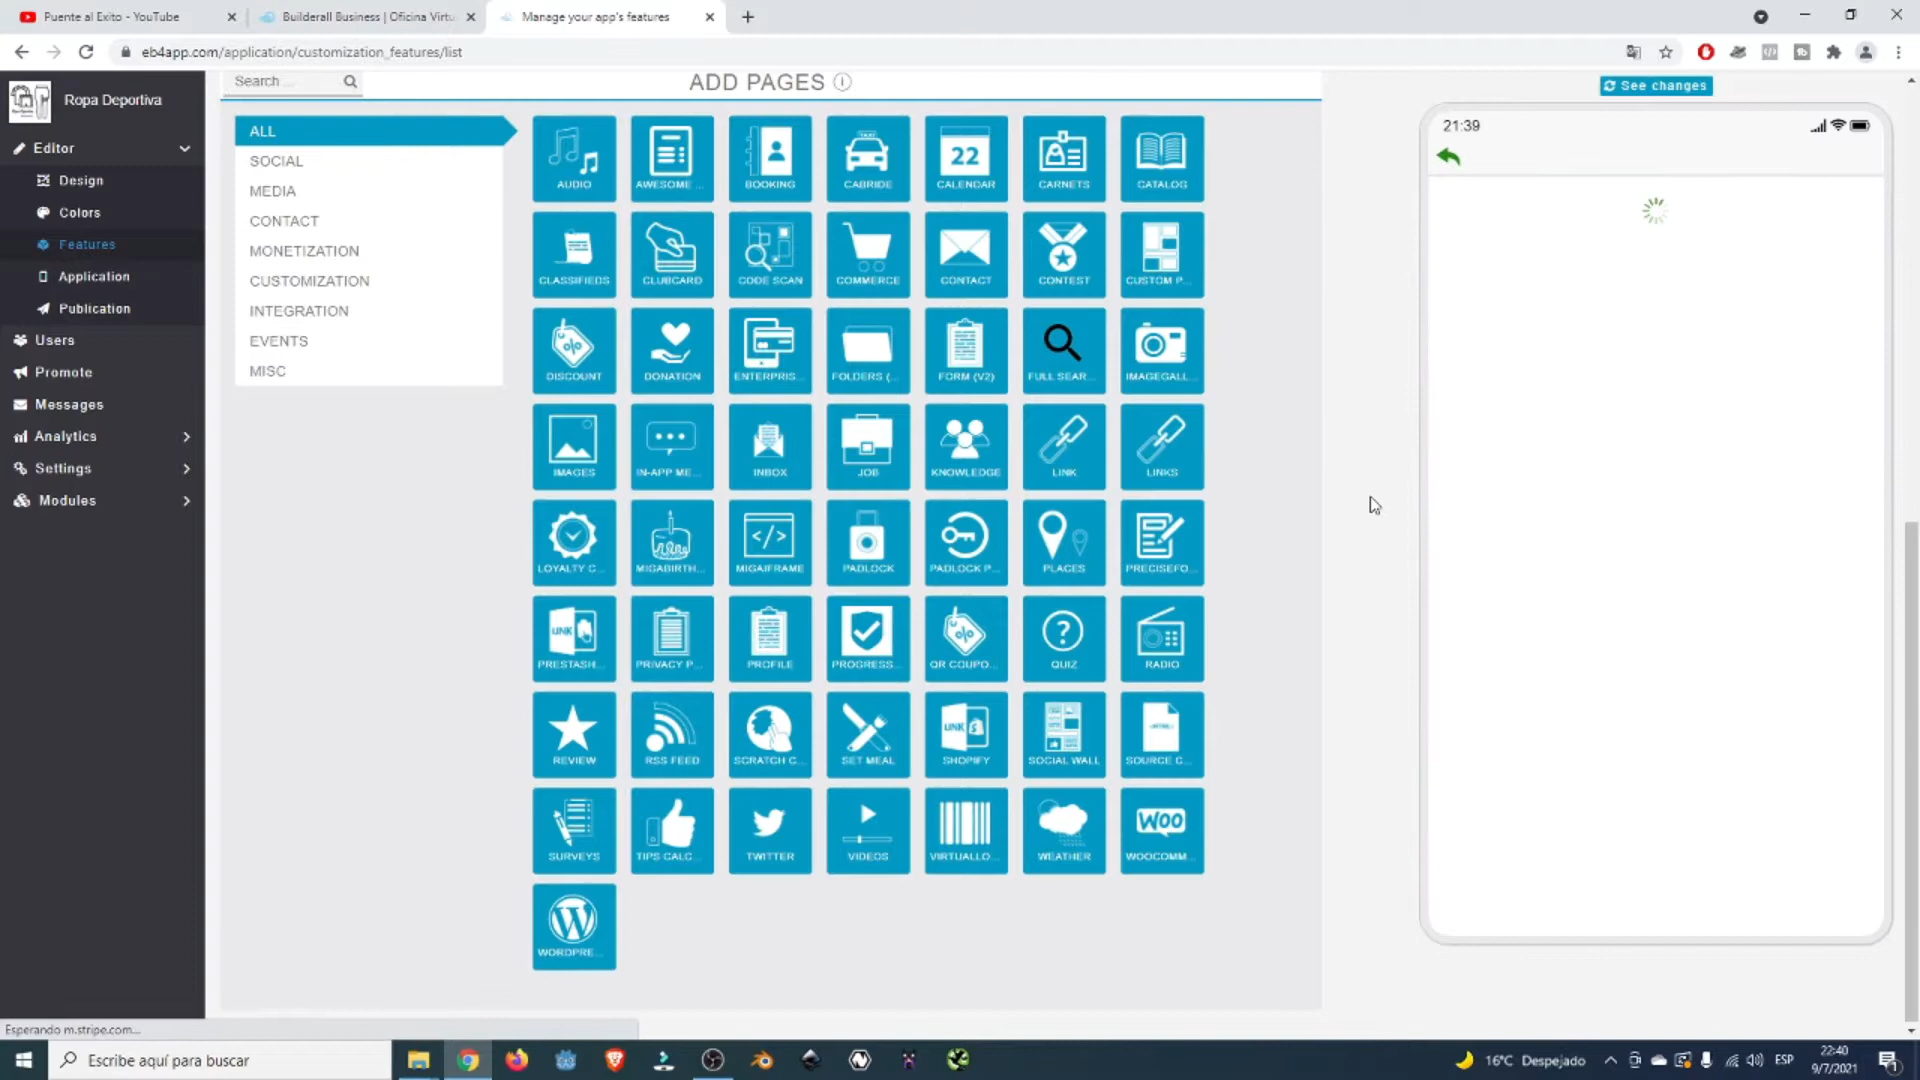 Puente al Exito - YouTube
Builderall Business | Oficina Virtu
Manage your app's features
eb4app.com/application/customization_features/list
Ropa Deportiva
Editor
Design
Colors
Features
Application
Publication
Users
Promote
Messages
Analytics
Settings
Modules
Search ...
ADD PAGES
ALL
SOCIAL
MEDIA
CONTACT
MONETIZATION
CUSTOMIZATION
INTEGRATION
EVENTS
MISC
AUDIO
AWESOME ...
BOOKING
TAXI
CABRIDE
22
CALENDAR
CARNETS
CATALOG
CLASSIFIEDS
CLUBCARD
CODE SCAN
COMMERCE
CONTACT
CONTEST
CUSTOM P...
DISCOUNT
DONATION
ENTERPRIS...
FOLDERS (...
FORM (V2)
FULL SEAR...
IMAGEGALL...
IMAGES
IN-APP ME...
INBOX
JOB
KNOWLEDGE
LINK
LINKS
LOYALTY C...
MIGABIRTH...
MIGAIFRAME
PADLOCK
PADLOCK P...
PLACES
PRECISEFO...
LINK
PRESTASH...
PRIVACY P...
PROFILE
PROGRESS...
QR COUPO...
QUIZ
RADIO
REVIEW
RSS FEED
SCRATCH C...
SET MEAL
LINK
SHOPIFY
SOCIAL WALL
SOURCE C...
SURVEYS
TIPS CALC...
TWITTER
VIDEOS
VIRTUALLO...
WEATHER
WOO
WOOCOMM...
WORDPRE...
See changes
21:39
Esperando m.stripe.com...
Escribe aquí para buscar
16°C Despejado
ESP
22:40
9/7/2021
1